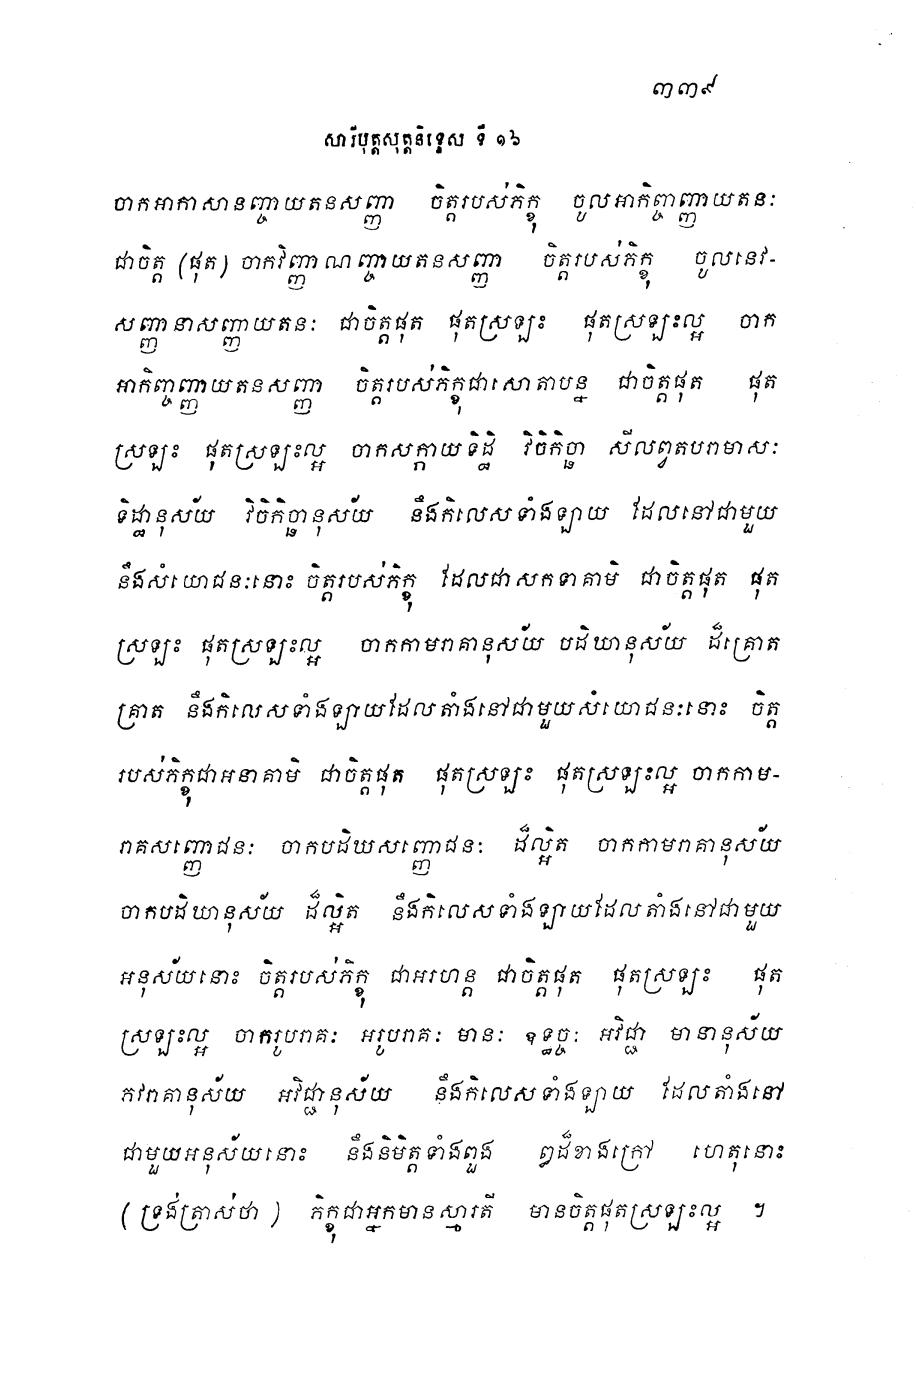 ៣៣៩
សារីបុត្តសុត្តនិទ្ទេស ទី ១៦
ចាកអាកាសានញ្ចាយតនសញ្ញា ចិត្តរបស់ភិក្ខុ ចូលអាកិញ្ចញ្ញាយតនៈ
ជាចិត្ត (ផុត) ចាកវិញ្ញាណញ្ចាយតនសញ្ញា ចិត្តរបស់ភិក្ខុ ចូលនេវ-
សញ្ញានាសញ្ញាយតនៈ ជាចិត្តផុត ផុតស្រឡះ ផុតស្រឡះល្អ ចាក
អាកិញ្ចញ្ញាយតនសញ្ញា ចិត្តរបស់ភិក្ខុជាសោតាបន្ន ជាចិត្តផុត ផុត
ស្រឡះ ផុតស្រឡះល្អ ចាកសក្កាយទិដ្ឋិ វិចិកិច្ឆា សីលព្វតបរាមាសៈ
ទិដ្ឋានុស័យ វិចិកិច្ឆានុស័យ នឹងកិលេសទាំងឡាយ ដែលនៅជាមួយ
នឹងសំយោជនៈនោះ ចិត្តរបស់ភិក្ខុ ដែលជាសកទាគាមិ ជាចិត្តផុត ផុត
ស្រឡះ ផុតស្រឡះល្អ ចាកកាមរាគានុស័យ បដិឃានុស័យ ដ៏គ្រោត
គ្រាត នឹងកិលេសទាំងឡាយដែលតាំងនៅជាមួយសំយោជនៈនោះ ចិត្ត
របស់ភិក្ខុជាអនាគាមិ ជាចិត្តផុត ផុតស្រឡះ ផុតស្រឡះល្អ ចាកកាម-
រាគសញ្ញោជនៈ ចាកបដិឃសញ្ញោជនៈ ដ៏ល្អិត ចាកកាមរាគានុស័យ
ចាកបដិឃានុស័យ ដ៏ល្អិត នឹងកិលេសទាំងឡាយដែលតាំងនៅជាមួយ
អនុស័យនោះ ចិត្តរបស់ភិក្ខុ ជាអរហន្ត ជាចិត្តផុត ផុតស្រឡះ ផុត
ស្រឡះល្អ ចាករូបរាគៈ អរូបរាគៈ មានៈ ឧទ្ធច្ចៈ អវិជ្ជា មានានុស័យ
ភវរាគានុស័យ អវិជ្ជានុស័យ នឹងកិលេសទាំងឡាយ ដែលតាំងនៅ
ជាមួយអនុស័យនោះ នឹងនិមិត្តទាំងពួង ឰដ៏ខាងក្រៅ ហេតុនោះ
(ទ្រង់ត្រាស់ថា) ភិក្ខុជាអ្នកមានស្មារតី មានចិត្តផុតស្រឡះល្អ ។